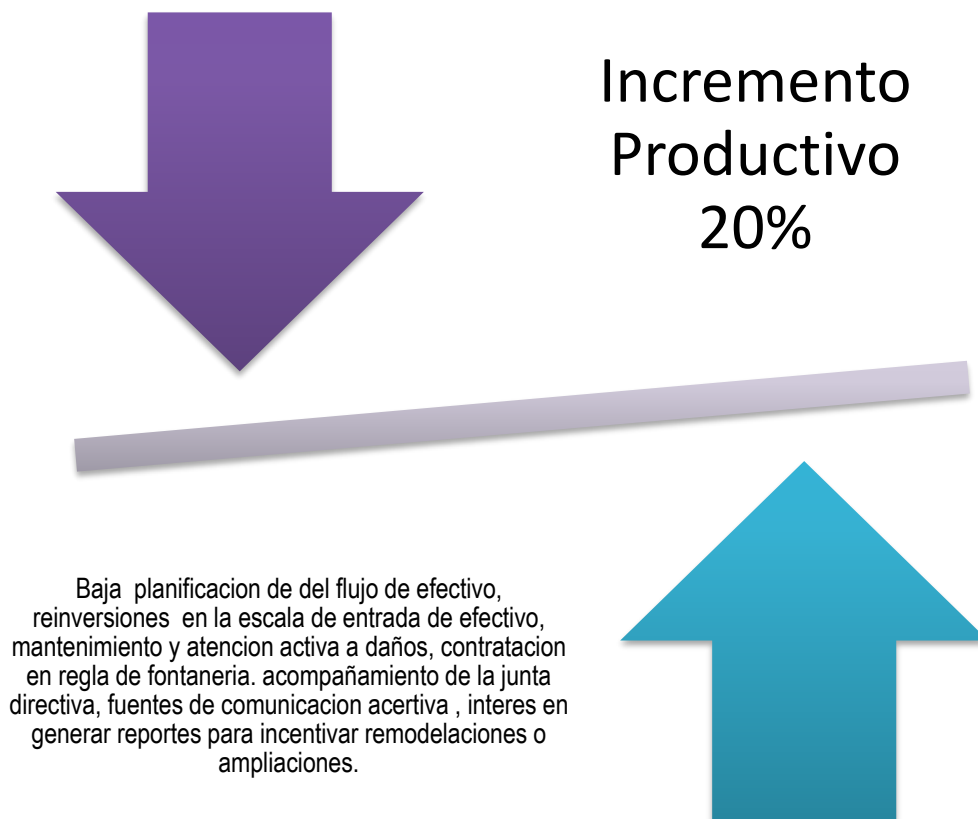 Incremento
Productivo
20%
Baja  planificacion de del flujo de efectivo,
reinversiones  en la escala de entrada de efectivo,
mantenimiento y atencion activa a daños, contratacion
en regla de fontaneria. acompañamiento de la junta
directiva, fuentes de comunicacion acertiva , interes en
generar reportes para incentivar remodelaciones o
ampliaciones.